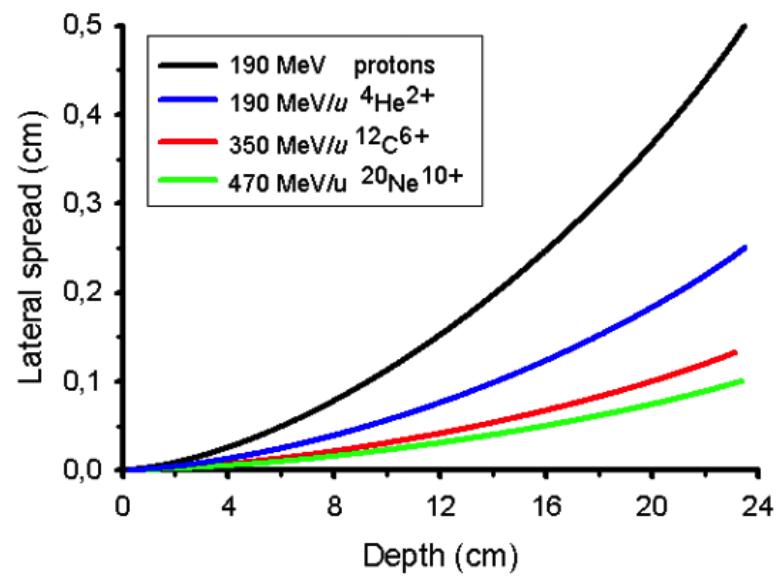 0,5
0,4
0,3
0,2
0,1
0,0
Lateral spread (cm)
190 MeV protons
190 MeV/u ⁴He²⁺
350 MeV/u ¹²C⁶⁺
470 MeV/u ²⁰Ne¹⁰⁺
0 4 8 12 16 20 24
Depth (cm)